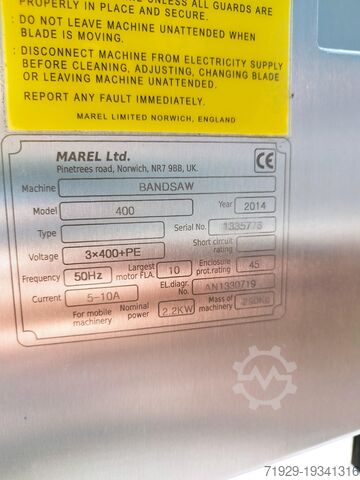 PROPERLY IN PLACE AND SECURE.
: DO NOT LEAVE MACHINE UNATTENDED WHEN
BLADE IS MOVING.
: DISCONNECT MACHINE FROM ELECTRICITY SUPPLY
BEFORE CLEANING, ADJUSTING, CHANGING BLADE
OR LEAVING MACHINE UNATTENDED.
REPORT ANY FAULT IMMEDIATELY.
MAREL LIMITED NORWICH, ENGLAND
MAREL Ltd.
Pinetrees road, Norwich, NR7 9BB, UK.
CE
Machine BANDSAW
Model 400 Year 2014
Type Serial No. 1335773
Voltage 3×400+PE Short circuit rating
Frequency 50Hz Largest motor FLA. 10 Enclosure prot.rating 45
Current 5-10A EL.diagr. No. AN1330719
For mobile machinery Nominal power 2.2KW Mass of machinery
71929-19341316